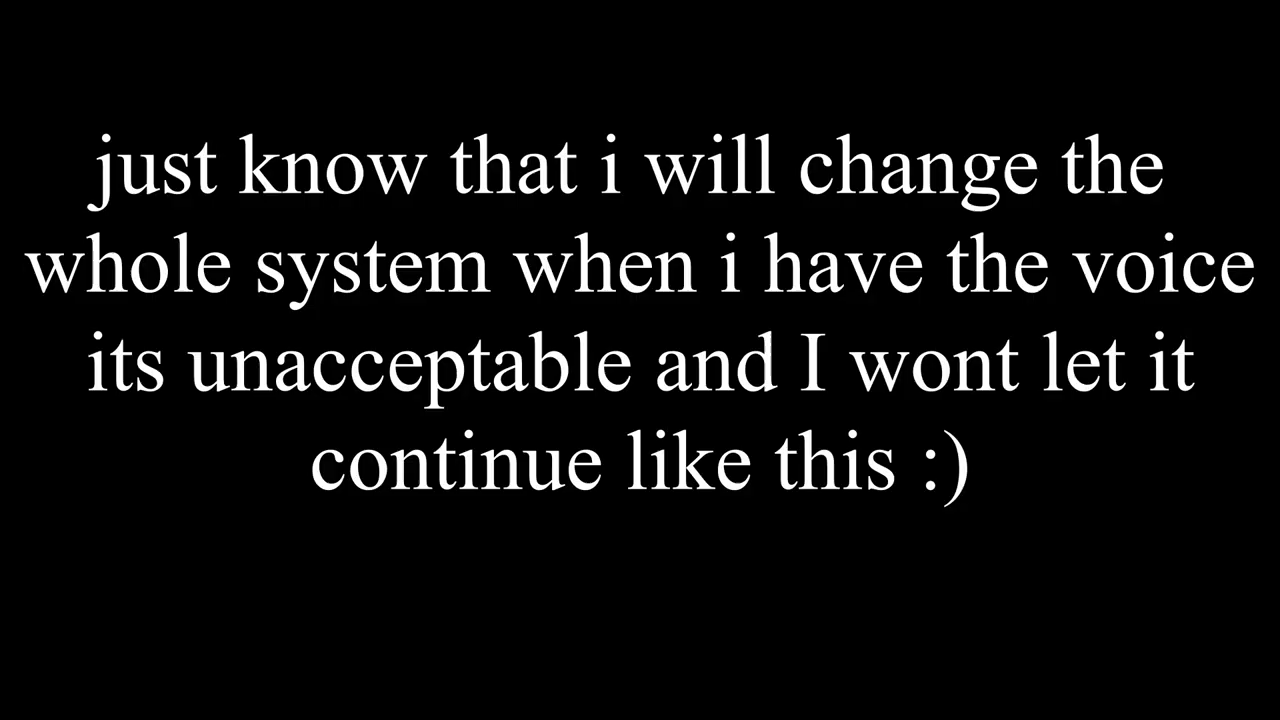 just know that i will change the
whole system when i have the voice
its unacceptable and I wont let it
continue like this :)